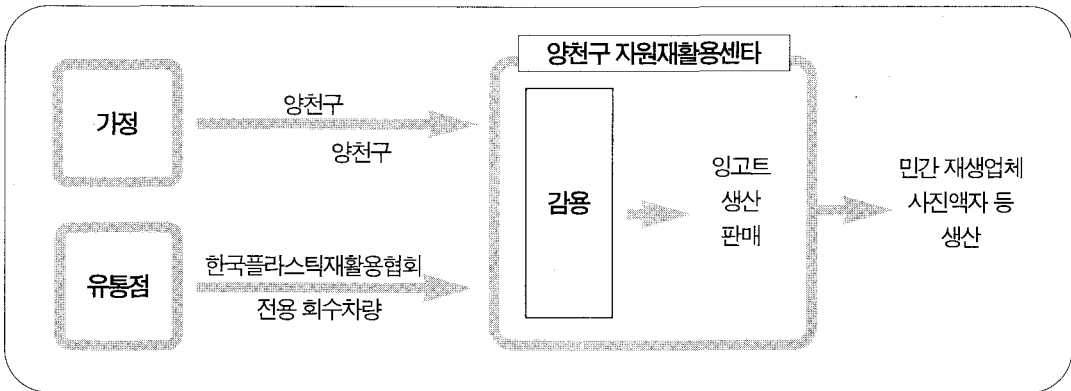 양천구 자원재활용센타
가정
양천구
양천구
유통점
한국플라스틱재활용협회
전용 회수차량
감용
잉고트
생산
판매
민간 재생업체
사진액자 등
생산